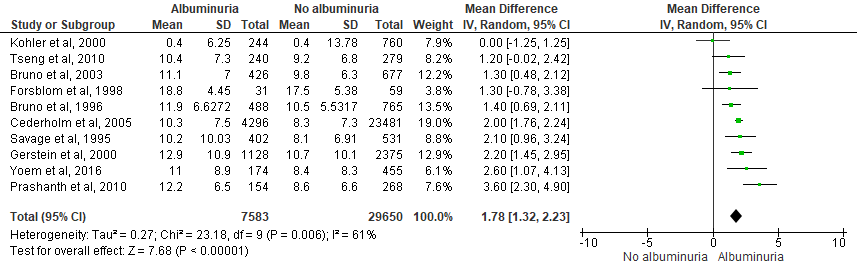 Albuminuria No albuminuria Mean Difference Mean Difference
Study or Subgroup Mean SD Total Mean SD Total Weight IV, Random, 95% CI IV, Random, 95% CI
Kohler et al, 2000 0.4 6.25 244 0.4 13.78 760 7.9% 0.00 [-1.25, 1.25]
Tseng et al, 2010 10.4 7.3 240 9.2 6.8 279 8.2% 1.20 [-0.02, 2.42]
Bruno et al, 2003 11.1 7 426 9.8 6.3 677 12.9% 1.30 [0.48, 2.12]
Forsblom et al, 1998 18.8 4.45 31 17.5 5.38 59 4.1% 1.30 [-0.78, 3.38]
Bruno et al, 1996 11.9 6.6272 488 10.5 5.5317 765 14.4% 1.40 [0.69, 2.11]
Cederholm et al, 2005 10.3 7.5 4296 8.3 7.3 23481 20.6% 2.00 [1.76, 2.24]
Savage et al, 1995 10.2 10.03 402 8.1 6.91 531 9.0% 2.10 [0.96, 3.24]
Gerstein et al, 2000 12.9 10.9 1128 10.7 10.1 2375 13.9% 2.20 [1.45, 2.95]
Yoem et al, 2016 11 8.9 174 8.4 8.3 455 6.2% 2.60 [1.07, 4.13]
Prashanth et al, 2010 12.2 6.5 154 8.6 6.6 268 7.6% 3.60 [2.30, 4.90]
Total (95% CI) 7583 29650 100.0% 1.78 [1.32, 2.23]
Heterogeneity: Tau² = 0.27; Chi² = 23.18, df = 9 (P = 0.006); I² = 61%
Test for overall effect: Z = 7.68 (P < 0.00001)
-10 -5 0 5 10
No albuminuria Albuminuria